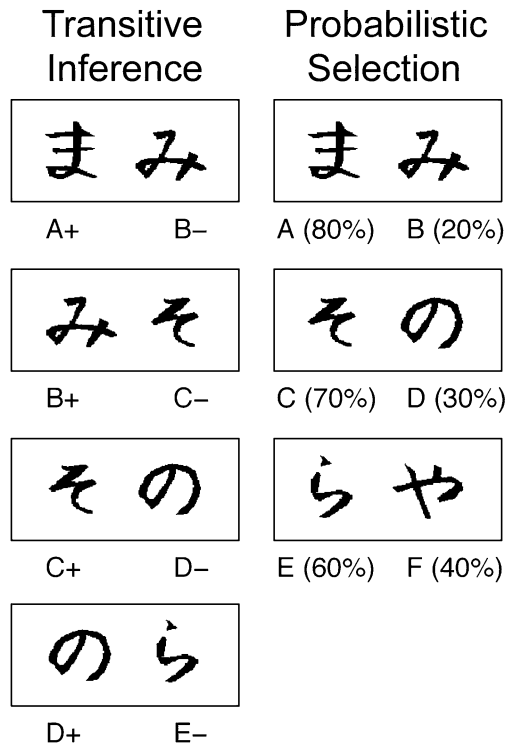 Transitive
Inference
ま み
A+ B−
み そ
B+ C−
そ の
C+ D−
の ら
D+ E−
Probabilistic
Selection
ま み
A (80%) B (20%)
そ の
C (70%) D (30%)
ら や
E (60%) F (40%)